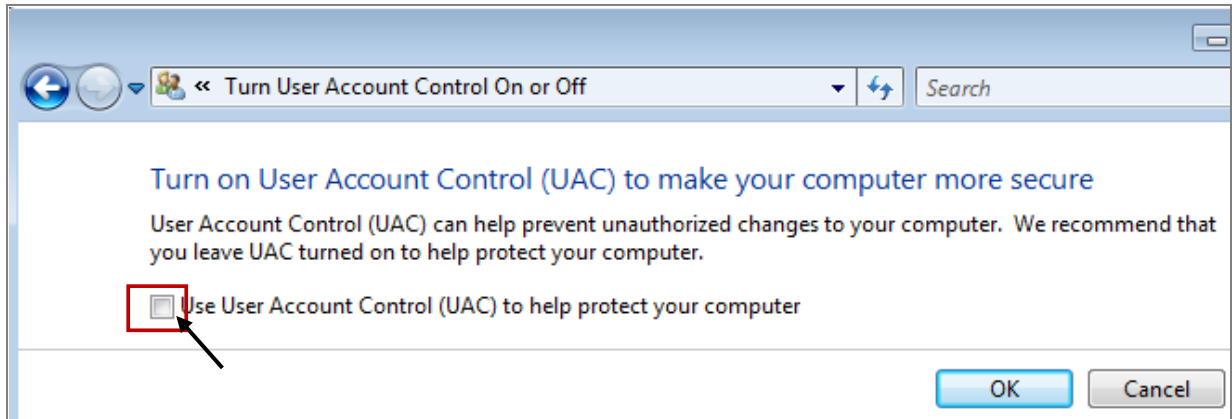 « Turn User Account Control On or Off
Search
Turn on User Account Control (UAC) to make your computer more secure
User Account Control (UAC) can help prevent unauthorized changes to your computer. We recommend that
you leave UAC turned on to help protect your computer.
Use User Account Control (UAC) to help protect your computer
OK
Cancel